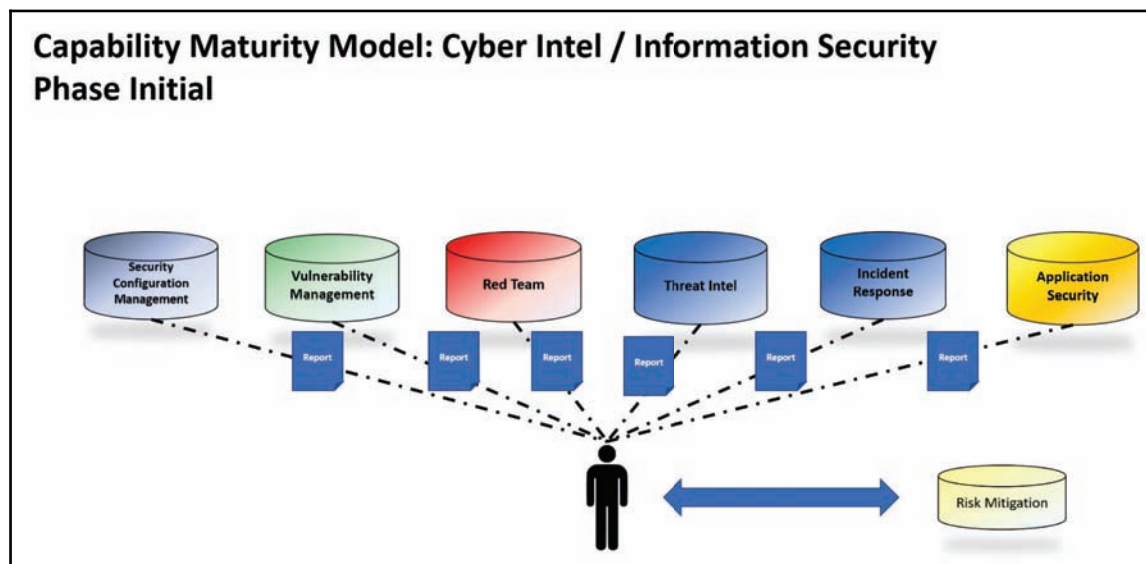 Capability Maturity Model: Cyber Intel / Information Security
Phase Initial
Security
Configuration
Management
Vulnerability
Management
Red Team
Threat Intel
Incident
Response
Application
Security
Report
Report
Report
Report
Report
Report
Risk Mitigation